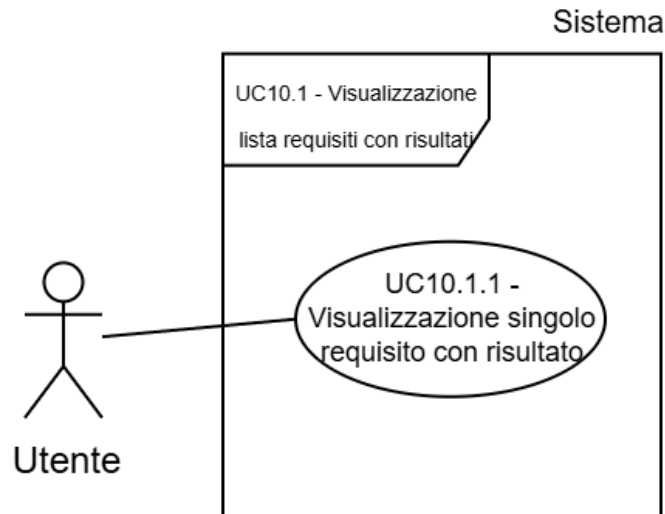 Sistema
UC10.1 - Visualizzazione
lista requisiti con risultati
UC10.1.1 -
Visualizzazione singolo
requisito con risultato
Utente